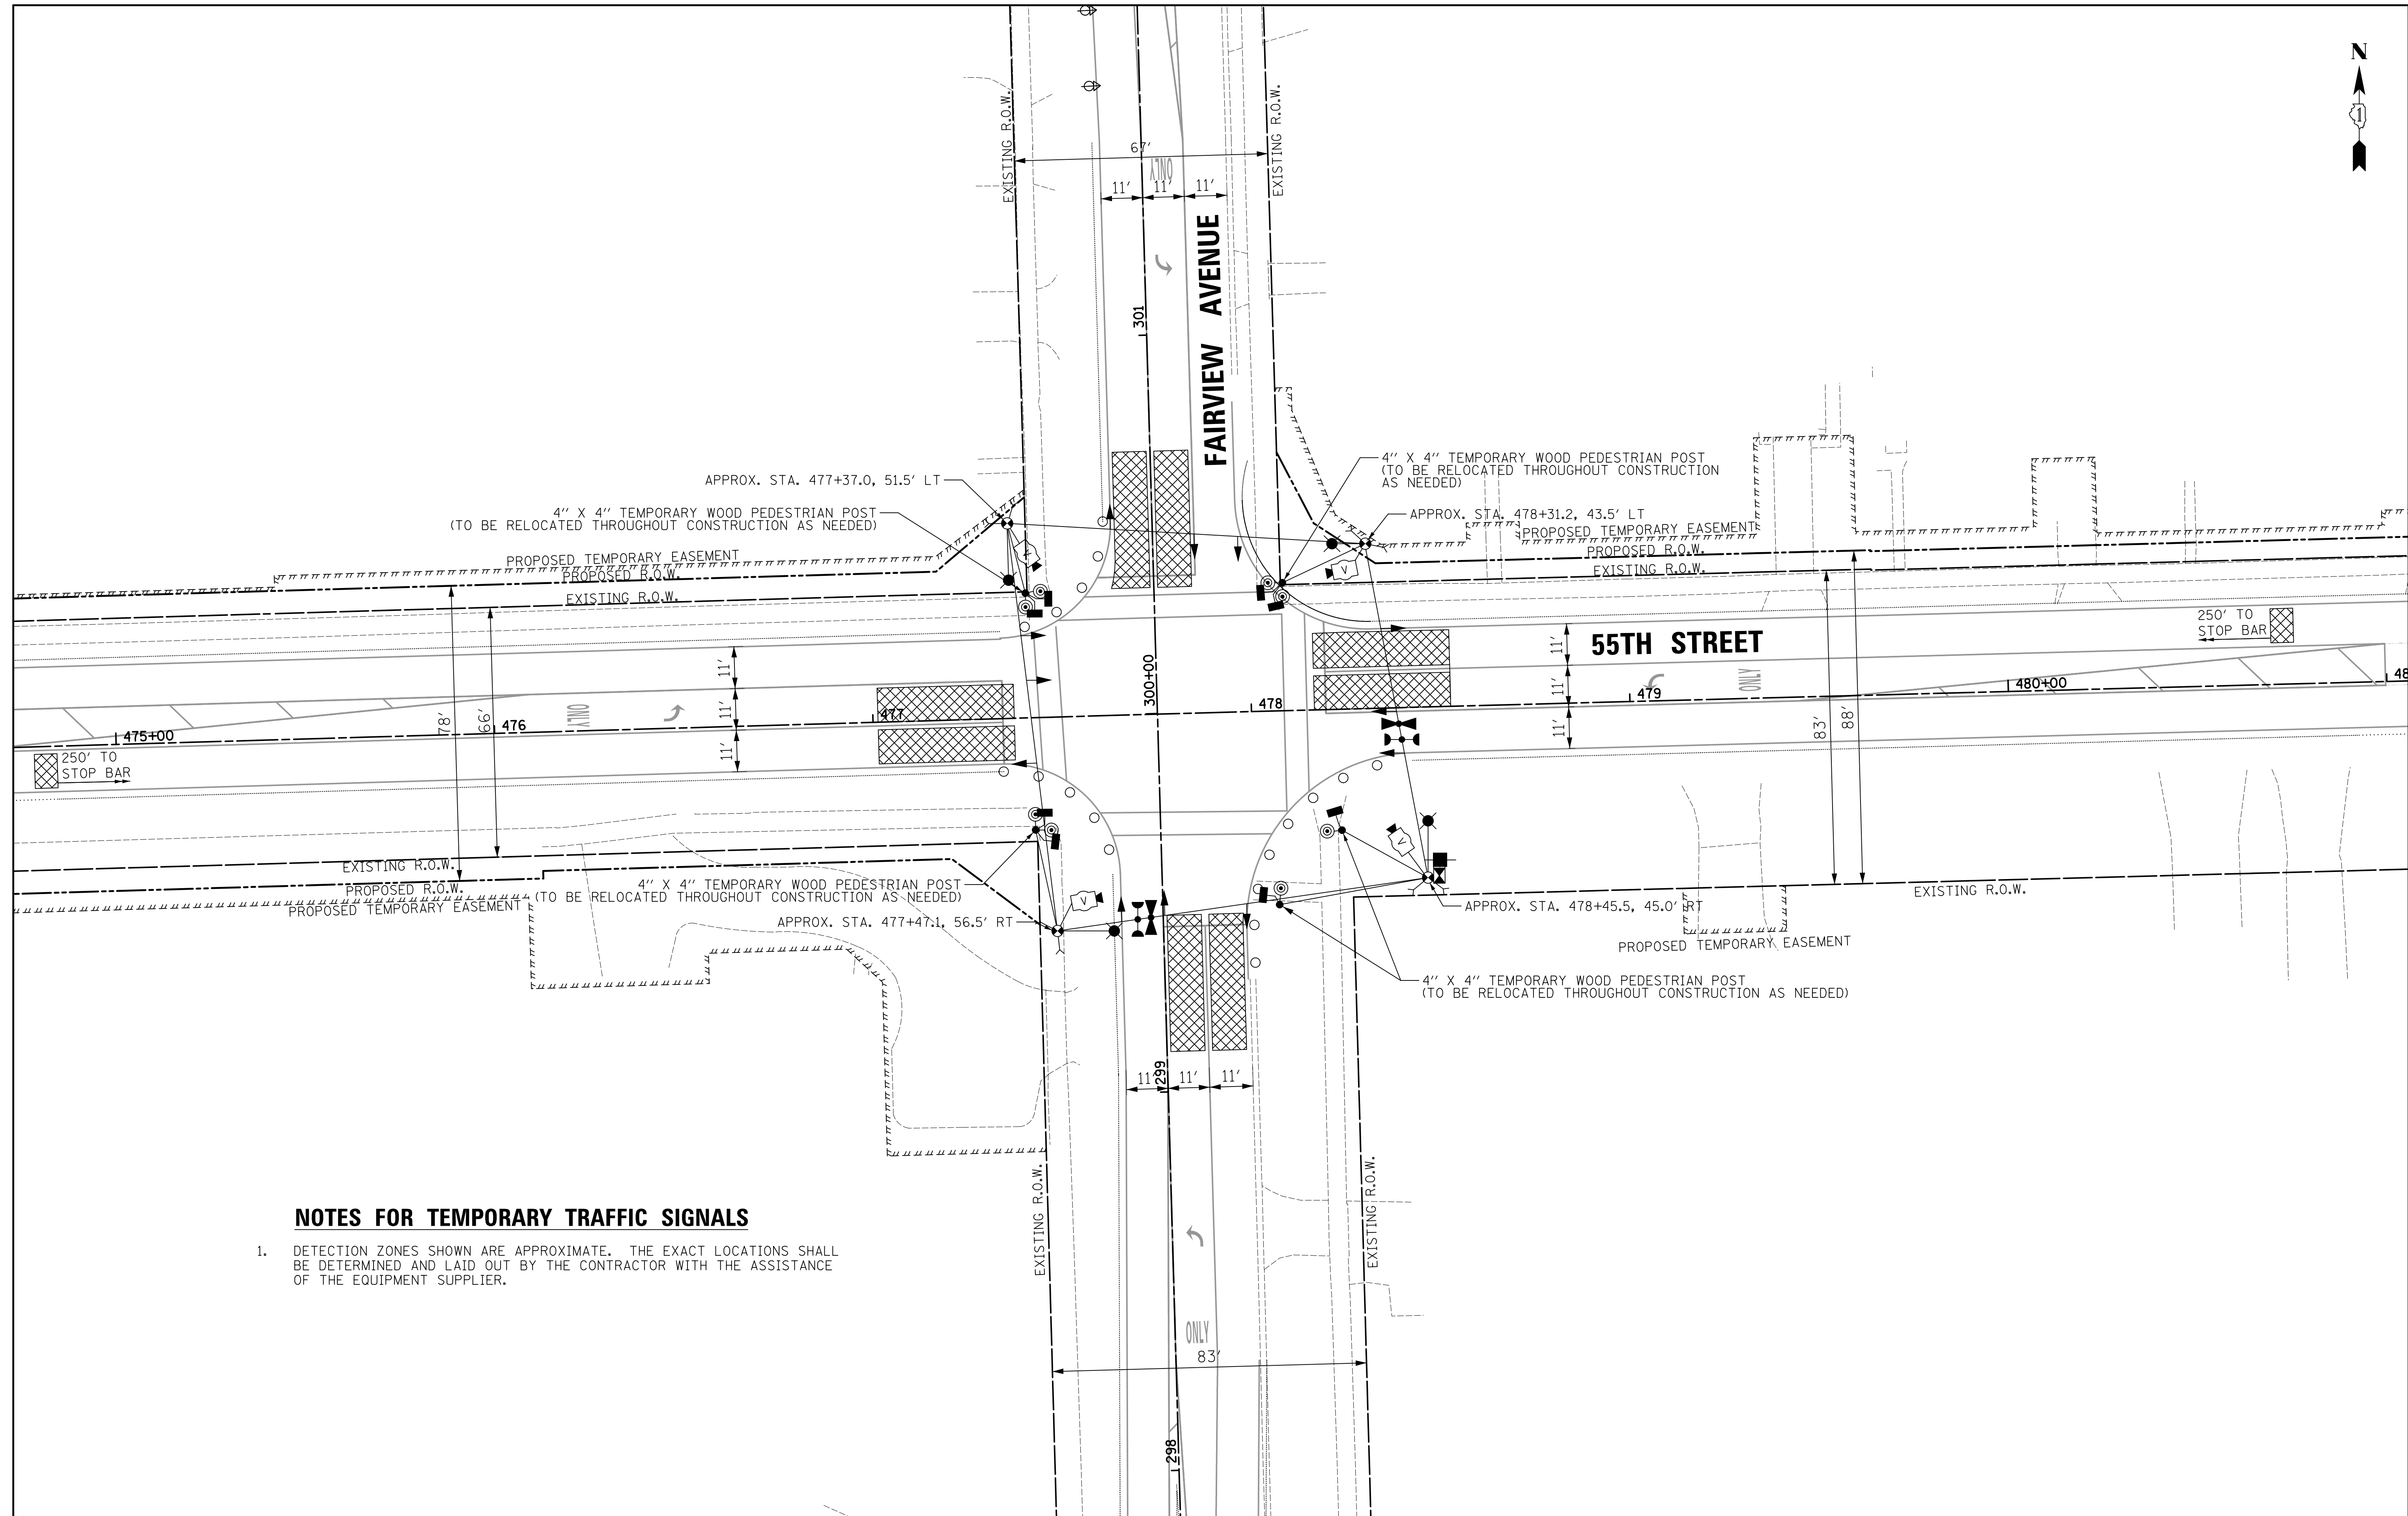 N
1
EXISTING R.O.W.
EXISTING R.O.W.
67'
ONLY
11'
11'
11'
FAIRVIEW AVENUE
301
APPROX. STA. 477+37.0, 51.5' LT
4" X 4" TEMPORARY WOOD PEDESTRIAN POST
(TO BE RELOCATED THROUGHOUT CONSTRUCTION AS NEEDED)
4" X 4" TEMPORARY WOOD PEDESTRIAN POST
(TO BE RELOCATED THROUGHOUT CONSTRUCTION
AS NEEDED)
APPROX. STA. 478+31.2, 43.5' LT
PROPOSED TEMPORARY EASEMENT
PROPOSED R.O.W.
EXISTING R.O.W.
PROPOSED TEMPORARY EASEMENT
PROPOSED R.O.W.
EXISTING R.O.W.
V
V
250' TO
STOP BAR
55TH STREET
11'
11'
11'
11'
11'
11'
ONLY
ONLY
78'
66'
83'
88'
475+00
476
477
300+00
478
479
480+00
48
250' TO
STOP BAR
EXISTING R.O.W.
PROPOSED R.O.W.
PROPOSED TEMPORARY EASEMENT
4" X 4" TEMPORARY WOOD PEDESTRIAN POST
(TO BE RELOCATED THROUGHOUT CONSTRUCTION AS NEEDED)
APPROX. STA. 477+47.1, 56.5' RT
V
V
APPROX. STA. 478+45.5, 45.0' RT
EXISTING R.O.W.
PROPOSED TEMPORARY EASEMENT
4" X 4" TEMPORARY WOOD PEDESTRIAN POST
(TO BE RELOCATED THROUGHOUT CONSTRUCTION AS NEEDED)
11'
299
11'
11'
EXISTING R.O.W.
EXISTING R.O.W.
NOTES FOR TEMPORARY TRAFFIC SIGNALS
1. DETECTION ZONES SHOWN ARE APPROXIMATE. THE EXACT LOCATIONS SHALL
BE DETERMINED AND LAID OUT BY THE CONTRACTOR WITH THE ASSISTANCE
OF THE EQUIPMENT SUPPLIER.
ONLY
83'
298